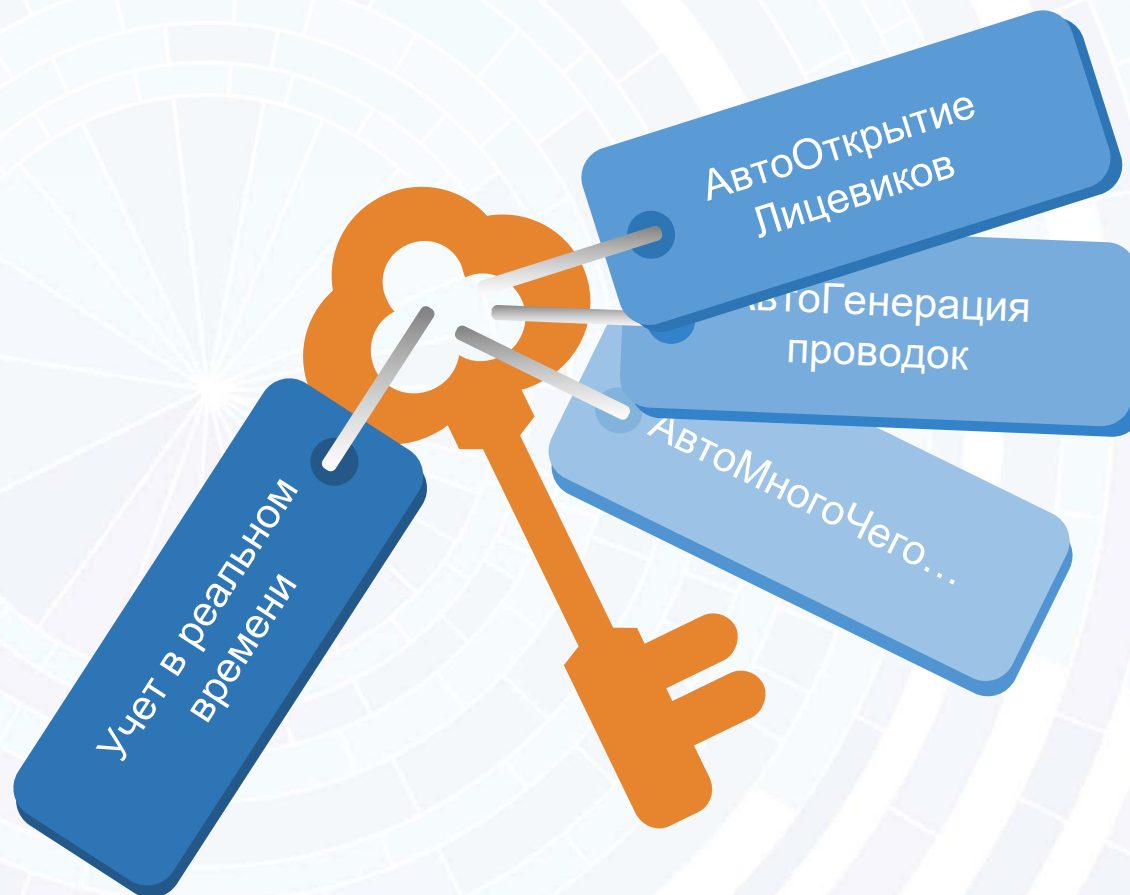 АвтоОткрытие
Лицевиков
втоГенерация
проводок
АвтоМногоЧего...
Учет в реальном
времени